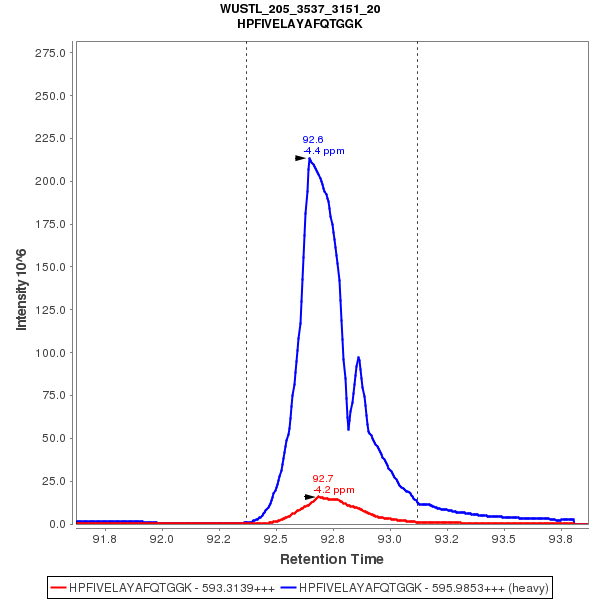 WUSTL_205_3537_3151_20
HPFIVELAYAFQTGGK
275.0
250.0
225.0
200.0
175.0
150.0
125.0
100.0
75.0
50.0
25.0
0.0
Intensity 10^6
92.6
-4.4 ppm
92.7
-4.2 ppm
91.8
92.0
92.2
92.5
92.8
93.0
93.2
93.5
93.8
Retention Time
HPFIVELAYAFQTGGK - 593.3139+++
HPFIVELAYAFQTGGK - 595.9853+++ (heavy)